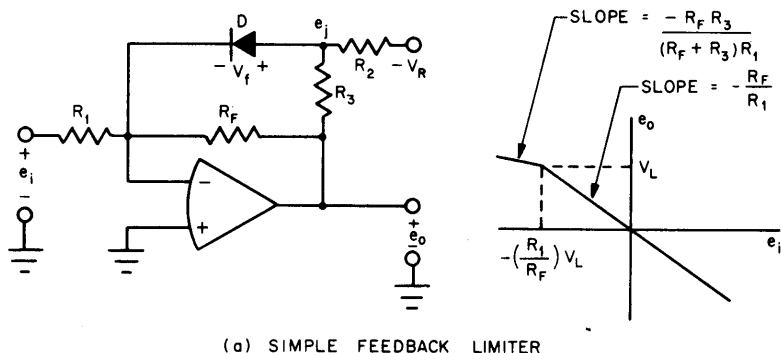 D
e_j
- V_f +
R_2
-V_R
R_3
R_1
R_F
+
e_i
-
-
+
+
e_o
-
SLOPE = -R_F R_3 / (R_F + R_3) R_1
SLOPE = - R_F / R_1
e_o
V_L
e_i
-(R_1 / R_F) V_L
(a) SIMPLE FEEDBACK LIMITER